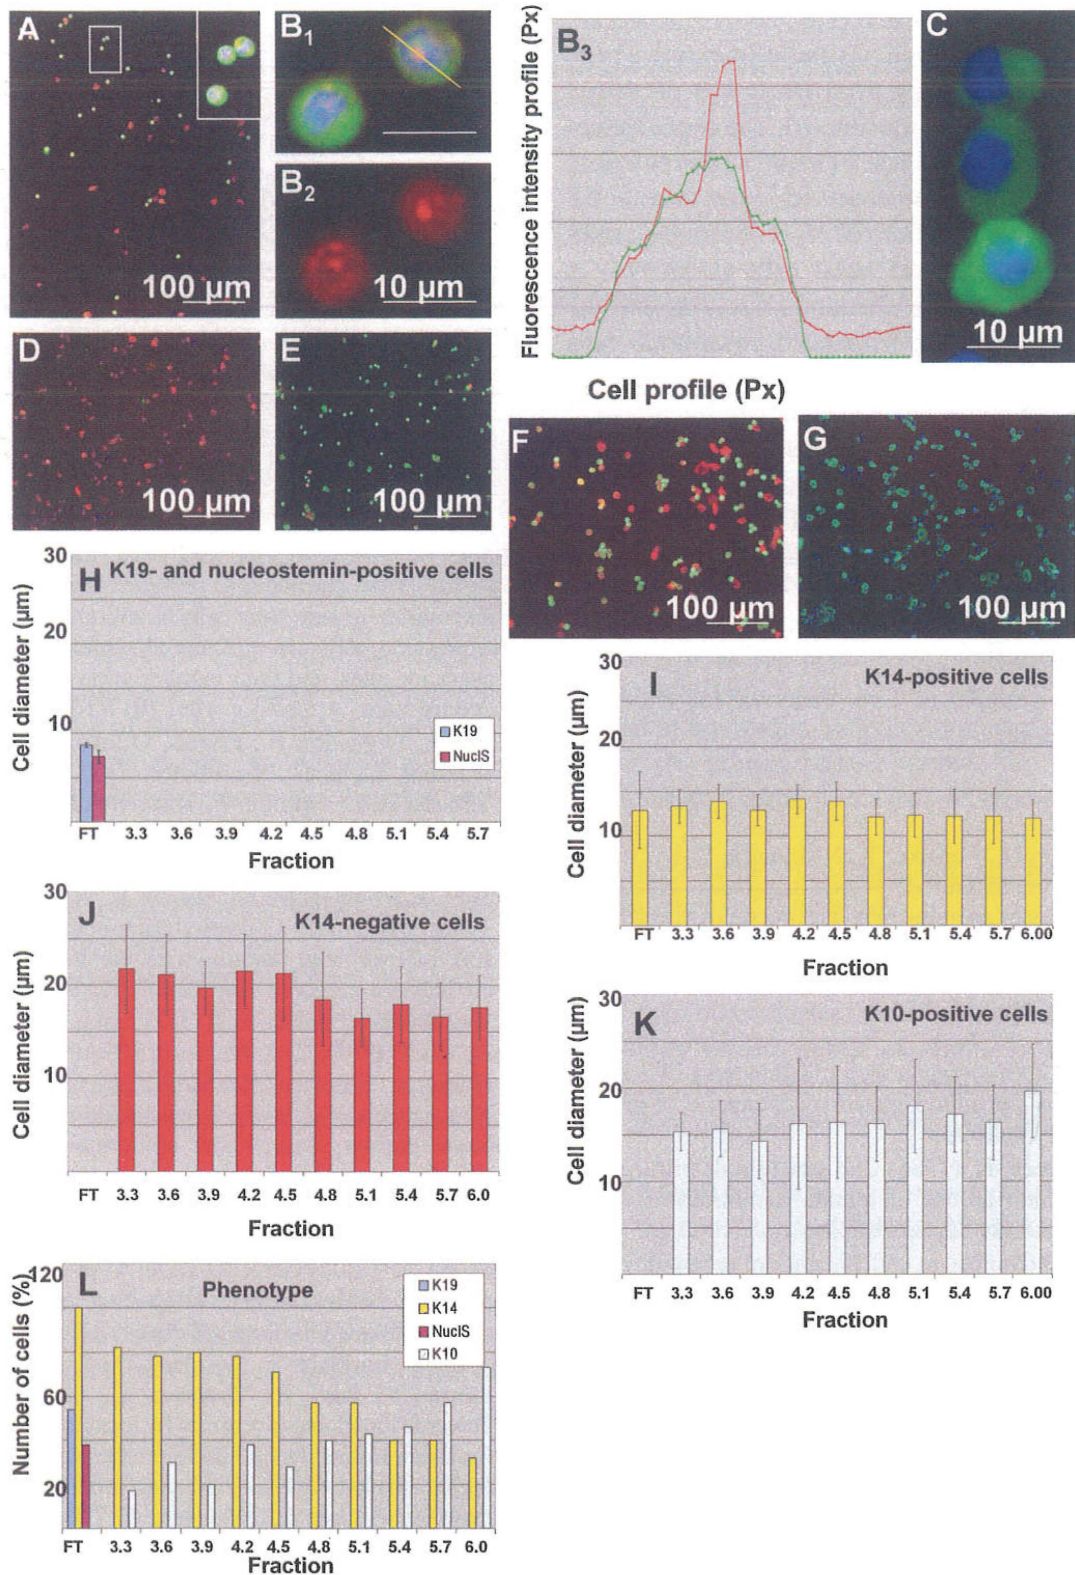 A
100 µm
B1
B2
10 µm
B3
Fluorescence intensity profile (Px)
Cell profile (Px)
C
10 µm
D
100 µm
E
100 µm
F
100 µm
G
100 µm
H
K19- and nucleostemin-positive cells
Cell diameter (µm)
30
20
10
K19
NuclS
FT 3.3 3.6 3.9 4.2 4.5 4.8 5.1 5.4 5.7
Fraction
I
K14-positive cells
Cell diameter (µm)
30
20
10
FT 3.3 3.6 3.9 4.2 4.5 4.8 5.1 5.4 5.7 6.00
Fraction
J
K14-negative cells
Cell diameter (µm)
30
20
10
FT 3.3 3.6 3.9 4.2 4.5 4.8 5.1 5.4 5.7 6.0
Fraction
K
K10-positive cells
Cell diameter (µm)
30
20
10
FT 3.3 3.6 3.9 4.2 4.5 4.8 5.1 5.4 5.7 6.00
Fraction
L
Phenotype
Number of cells (%)
120
60
20
K19
K14
NuclS
K10
FT 3.3 3.6 3.9 4.2 4.5 4.8 5.1 5.4 5.7 6.0
Fraction